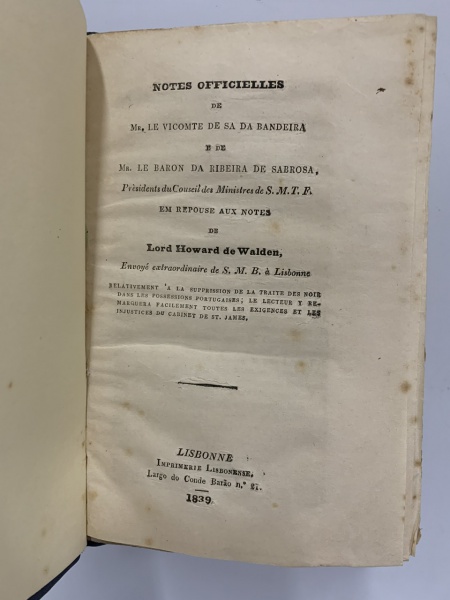 NOTES OFFICIELLES
DE
MR. LE VICOMTE DE SA DA BANDEIRA
E DE
MR. LE BARON DA RIBEIRA DE SABROSA,
Présidents du Conseil des Ministres de S. M. T. F.
EM REPOUSE AUX NOTES
DE
Lord Howard de Walden,
Envoyé extraordinaire de S. M. B. à Lisbonne
RELATIVEMENT 'A LA SUPPRESSION DE LA TRAITE DES NOIR
DANS LES POSSESSIONS PORTUGAISES; LE LECTEUR Y RE-
MARQUERA FACILEMENT TOUTES LES EXIGENCES ET LES
INJUSTICES DU CABINET DE ST. JAMES,
LISBONNE
IMPRIMERIE LISBONENSE,
Largo do Conde Barão n.º
1839